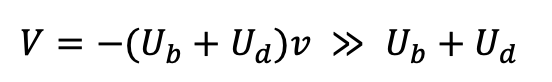 V = −(U_b + U_d)v ≫ U_b + U_d